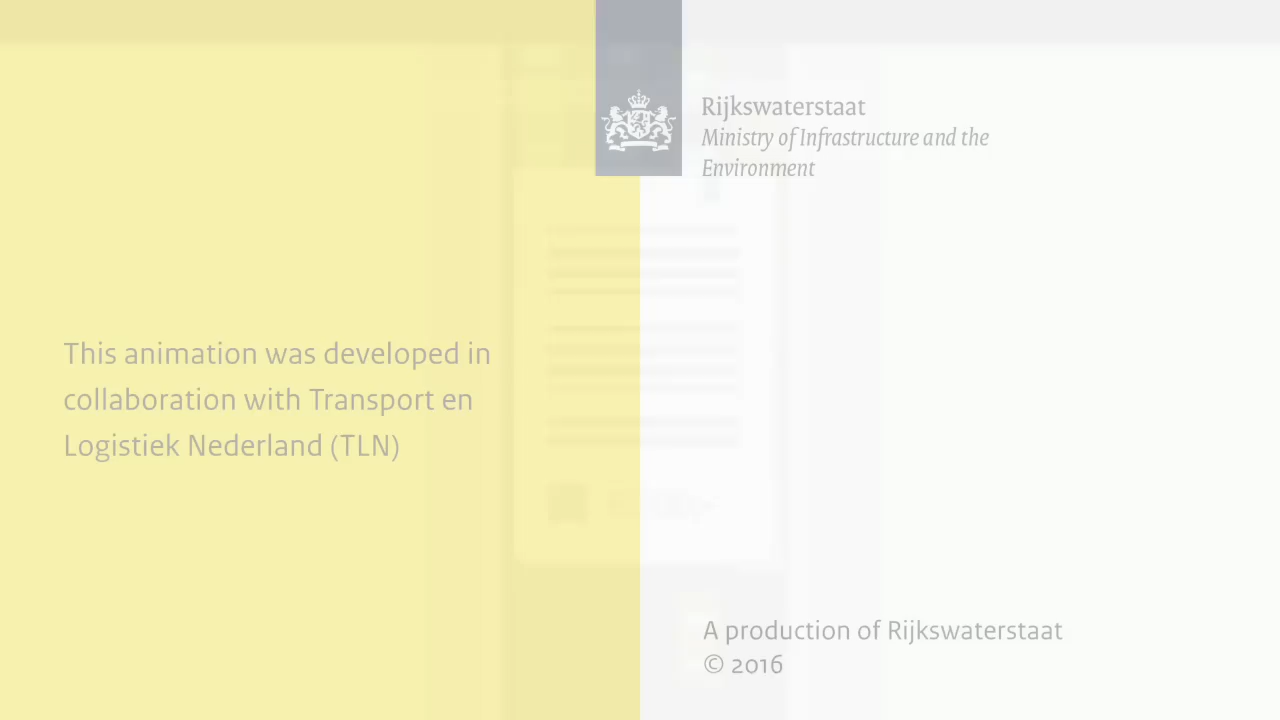 Rijkswaterstaat
Ministry of Infrastructure and the
Environment
This animation was developed in
collaboration with Transport en
Logistiek Nederland (TLN)
A production of Rijkswaterstaat
© 2016